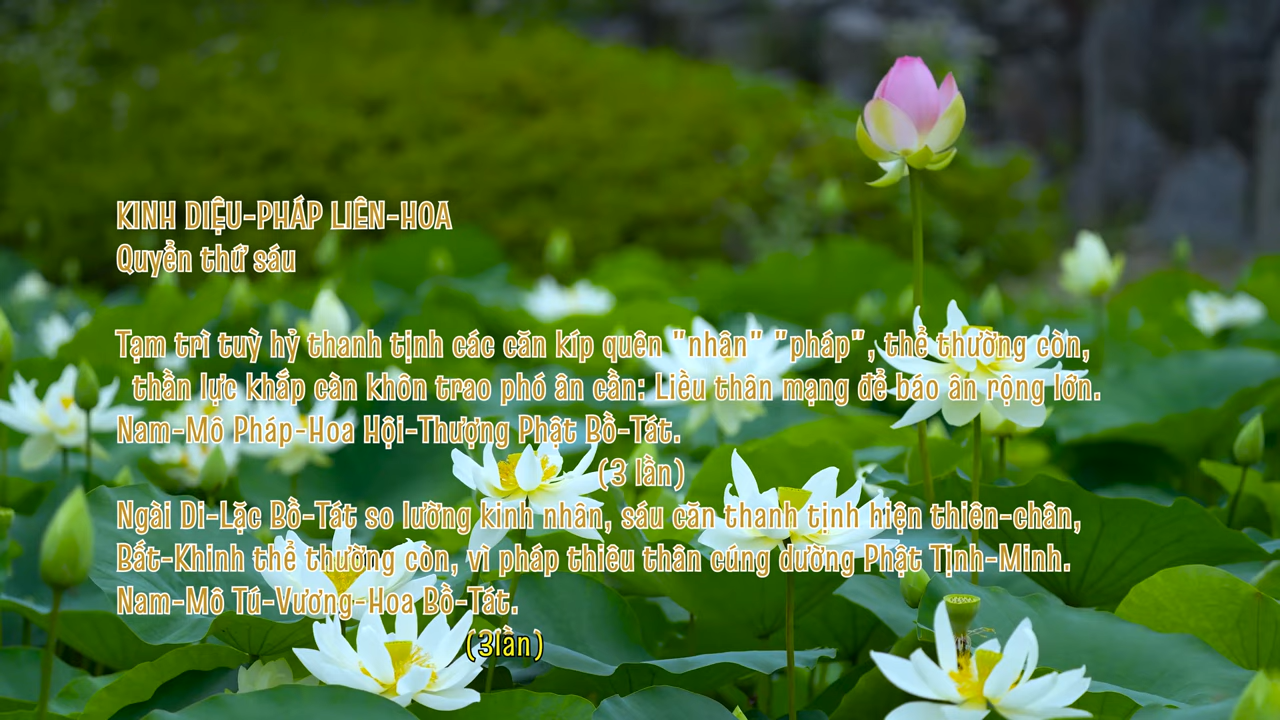 KINH DIỆU-PHÁP LIÊN-HOA
Quyển thứ sáu
Tạm trì tuỳ hỷ thanh tịnh các căn kíp quên "nhân" "pháp", thể thường còn,
thần lực khắp càn khôn trao phó ân cần: Liều thân mạng để báo ân rộng lớn.
Nam-Mô Pháp-Hoa Hội-Thượng Phật Bồ-Tát.
(3 lần)
Ngài Di-Lặc Bồ-Tát so lường kinh nhân, sáu căn thanh tịnh hiện thiên-chân,
Bất-Khinh thể thường còn, vì pháp thiêu thân cúng dường Phật Tịnh-Minh.
Nam-Mô Tú-Vương-Hoa Bồ-Tát.
(3lần)